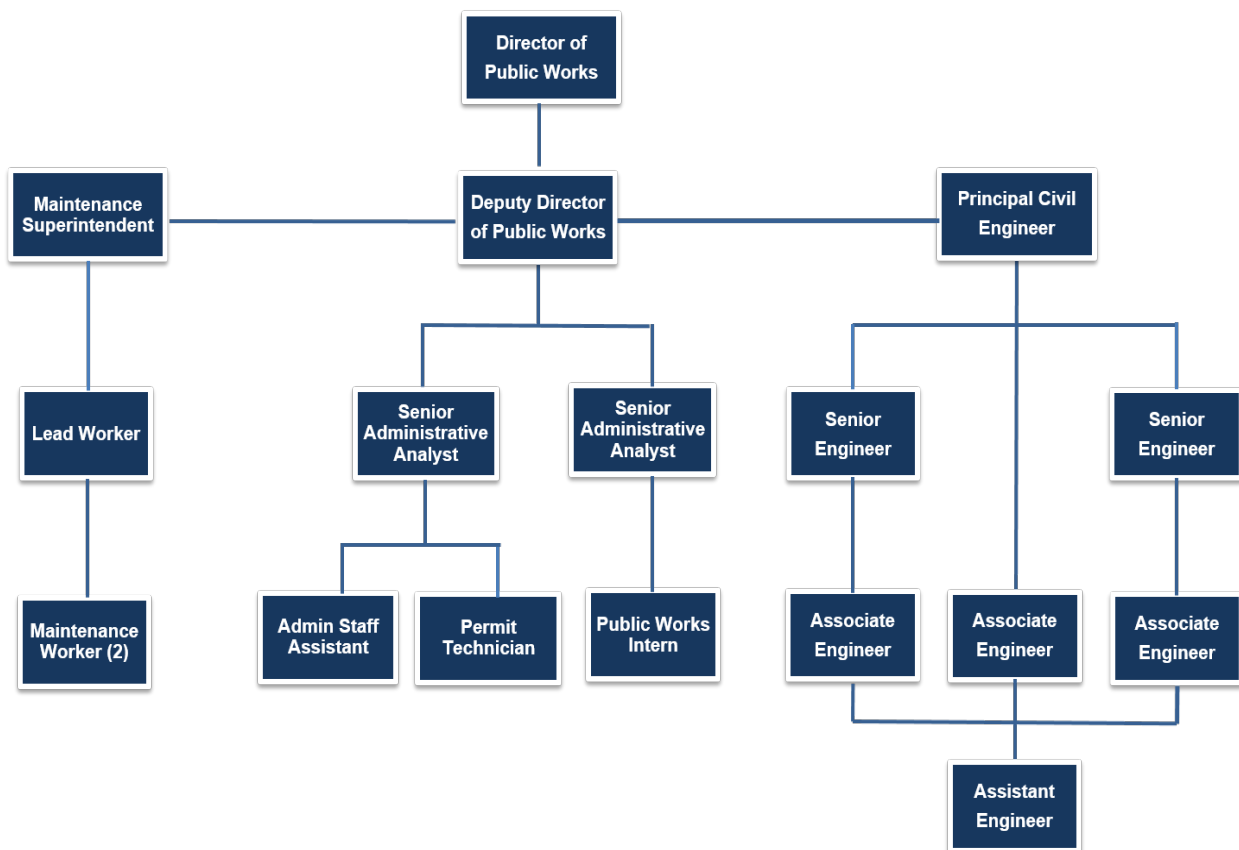 Director of
Public Works
Maintenance
Superintendent
Deputy Director
of Public Works
Principal Civil
Engineer
Lead Worker
Senior
Administrative
Analyst
Senior
Administrative
Analyst
Senior
Engineer
Senior
Engineer
Maintenance
Worker (2)
Admin Staff
Assistant
Permit
Technician
Public Works
Intern
Associate
Engineer
Associate
Engineer
Associate
Engineer
Assistant
Engineer